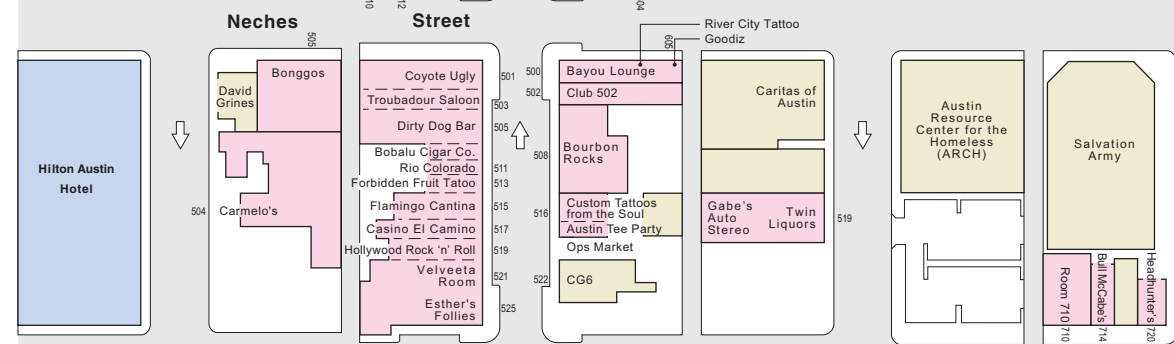 10
12
04
Neches
Street
River City Tattoo
Goodiz
505
605
Bonggos
David
Grines
Coyote Ugly
501
Troubadour Saloon
503
Dirty Dog Bar
505
Bobalu Cigar Co.
Rio Colorado
511
Forbidden Fruit Tatoo
513
Flamingo Cantina
515
Casino El Camino
517
Hollywood Rock 'n' Roll
519
Velveeta
Room
521
Esther's
Follies
525
Hilton Austin
Hotel
504
Carmelo's
500
Bayou Lounge
502
Club 502
508
Bourbon
Rocks
516
Custom Tattoos
from the Soul
Austin Tee Party
Ops Market
522
CG6
Caritas of
Austin
Gabe's
Auto
Stereo
Twin
Liquors
519
Austin
Resource
Center for the
Homeless
(ARCH)
Salvation
Army
Room 710
710
Bull McCabe's
714
Headhunter's
720